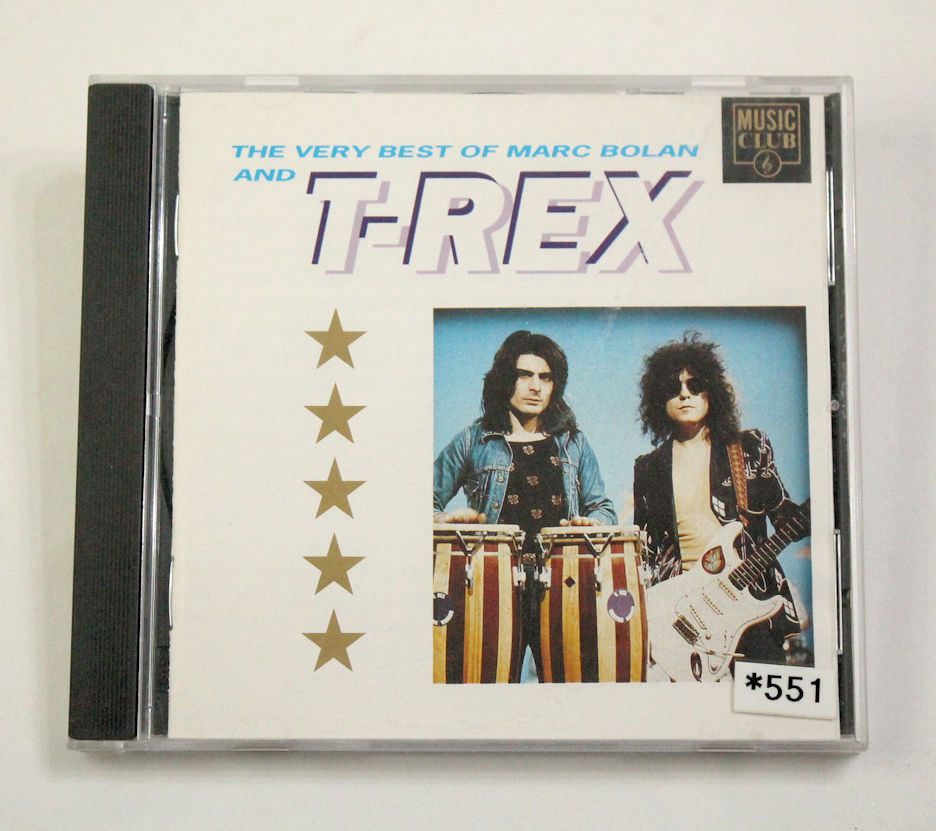 THE VERY BEST OF MARC BOLAN
AND T-REX
MUSIC
CLUB
*551